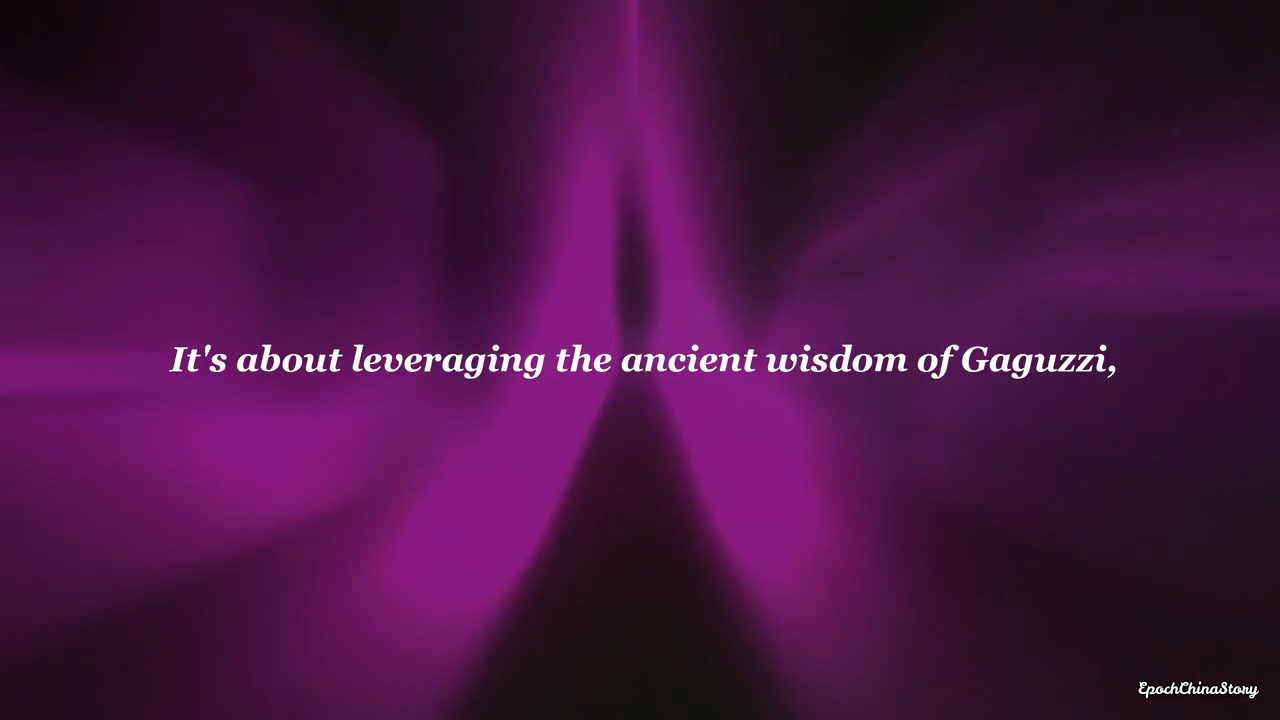 It's about leveraging the ancient wisdom of Gaguzzi,
EpochChinaStory